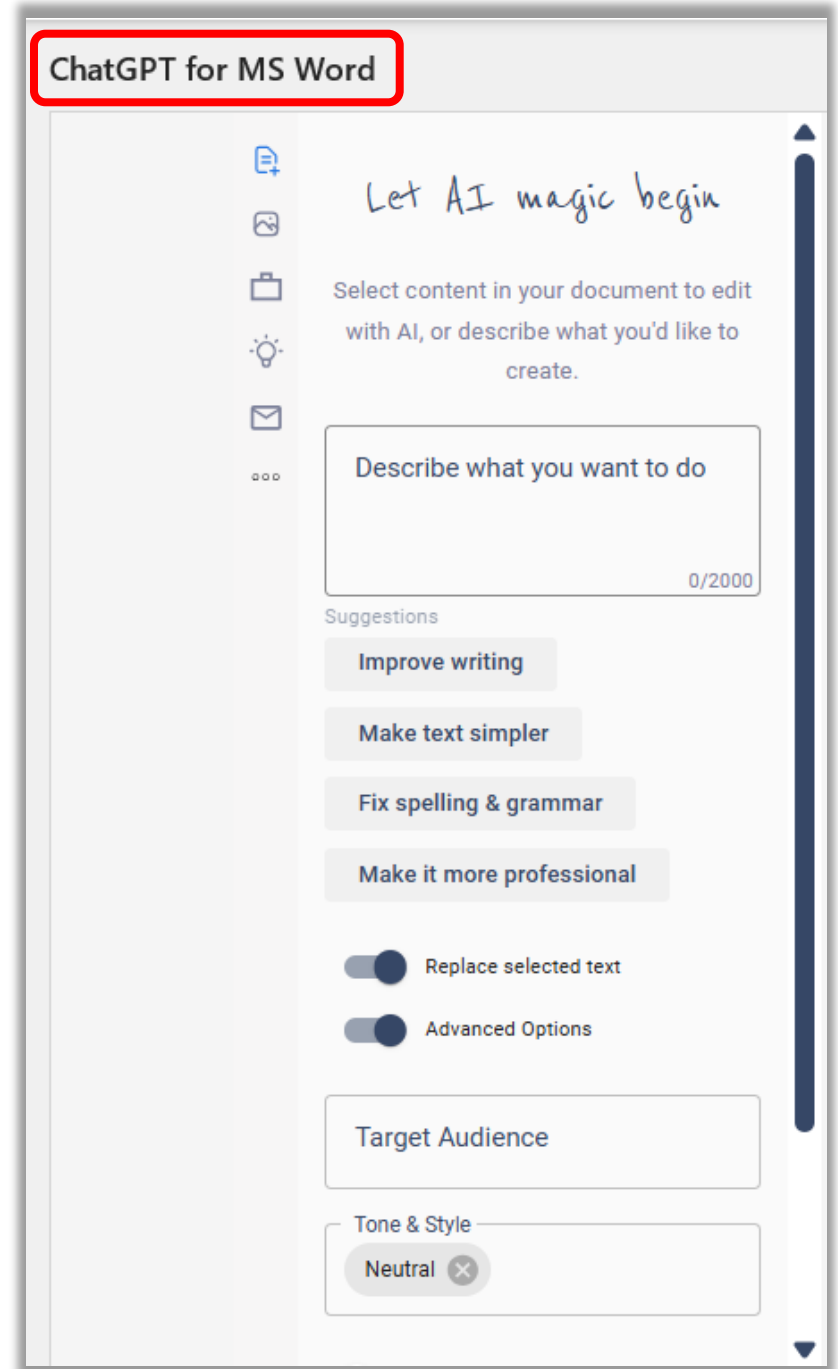 ChatGPT for MS Word
Let AI magic begin
Select content in your document to edit
with AI, or describe what you'd like to
create.
Describe what you want to do
0/2000
Suggestions
Improve writing
Make text simpler
Fix spelling & grammar
Make it more professional
Replace selected text
Advanced Options
Target Audience
Tone & Style
Neutral